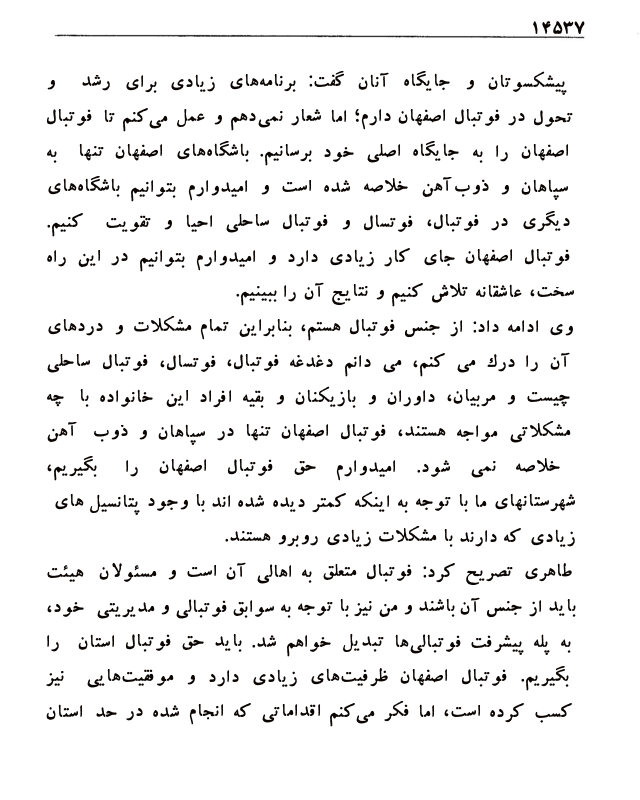 ۱۴۵۳۷
پیشکسوتان و جایگاه آنان گفت: برنامه‌های زیادی برای رشد و
تحول در فوتبال اصفهان دارم؛ اما شعار نمی‌دهم و عمل می‌کنم تا فوتبال
اصفهان را به جایگاه اصلی خود برسانیم. باشگاه‌های اصفهان تنها به
سپاهان و ذوب‌آهن خلاصه شده است و امیدوارم بتوانیم باشگاه‌های
دیگری در فوتبال، فوتسال و فوتبال ساحلی احیا و تقویت کنیم.
فوتبال اصفهان جای کار زیادی دارد و امیدوارم بتوانیم در این راه
سخت، عاشقانه تلاش کنیم و نتایج آن را ببینیم.
وی ادامه داد: از جنس فوتبال هستم، بنابراین تمام مشکلات و دردهای
آن را درك می کنم، می دانم دغدغه فوتبال، فوتسال، فوتبال ساحلی
چیست و مربیان، داوران و بازیکنان و بقیه افراد این خانواده با چه
مشکلاتی مواجه هستند، فوتبال اصفهان تنها در سپاهان و ذوب آهن
خلاصه نمی شود. امیدوارم حق فوتبال اصفهان را بگیریم،
شهرستانهای ما با توجه به اینکه کمتر دیده شده اند با وجود پتانسیل های
زیادی که دارند با مشکلات زیادی روبرو هستند.
طاهری تصریح کرد: فوتبال متعلق به اهالی آن است و مسئولان هیئت
باید از جنس آن باشند و من نیز با توجه به سوابق فوتبالی و مدیریتی خود،
به پله پیشرفت فوتبالی‌ها تبدیل خواهم شد. باید حق فوتبال استان را
بگیریم. فوتبال اصفهان ظرفیت‌های زیادی دارد و موفقیت‌هایی نیز
کسب کرده است، اما فکر می‌کنم اقداماتی که انجام شده در حد استان